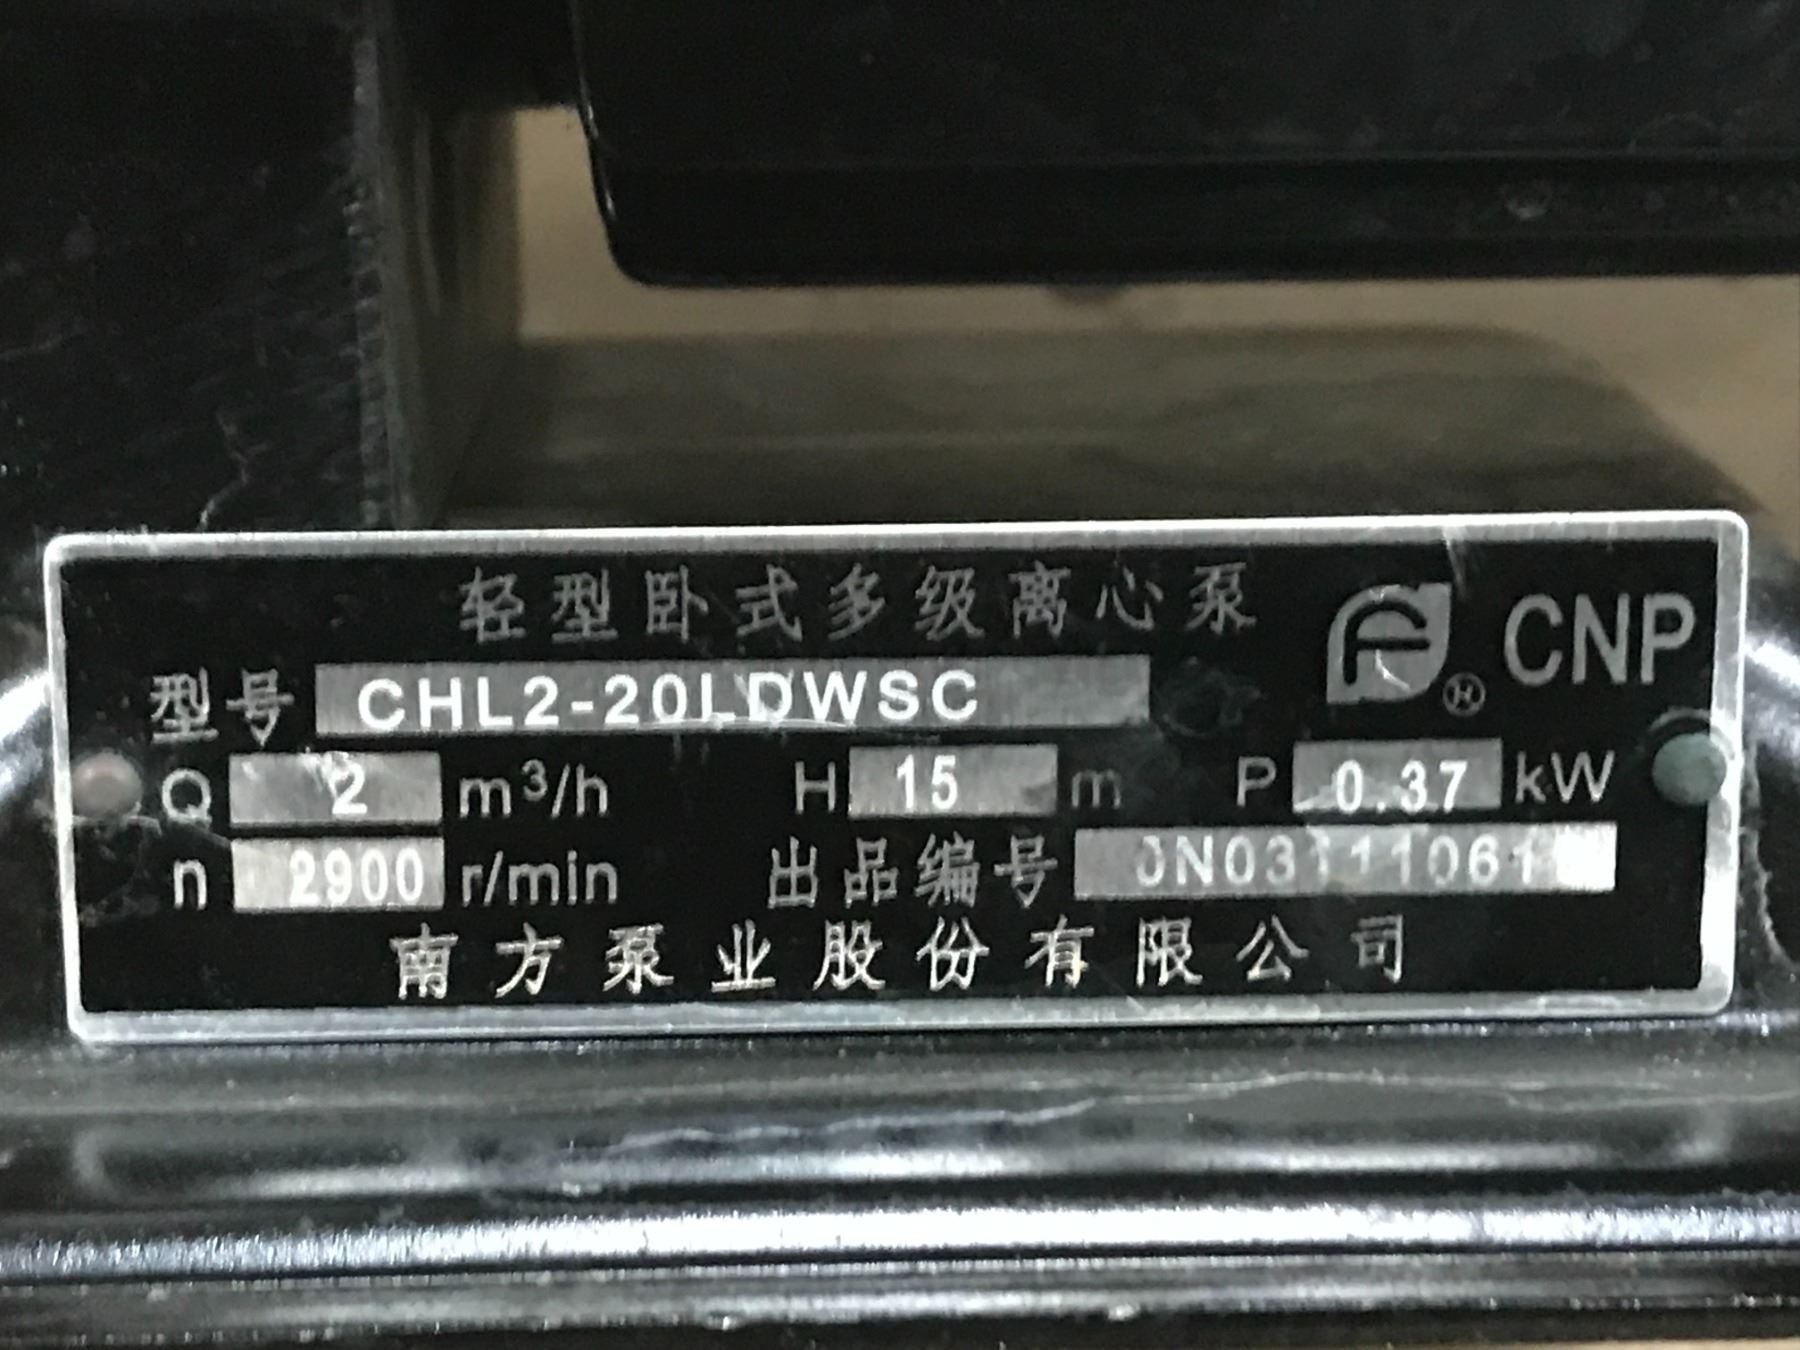 轻型卧式多级离心泵
® CNP
型号 CHL2-20LDWSC
Q 2 m³/h H 15 m P 0.37 kW
n 2900 r/min 出品编号
南方泵业股份有限公司